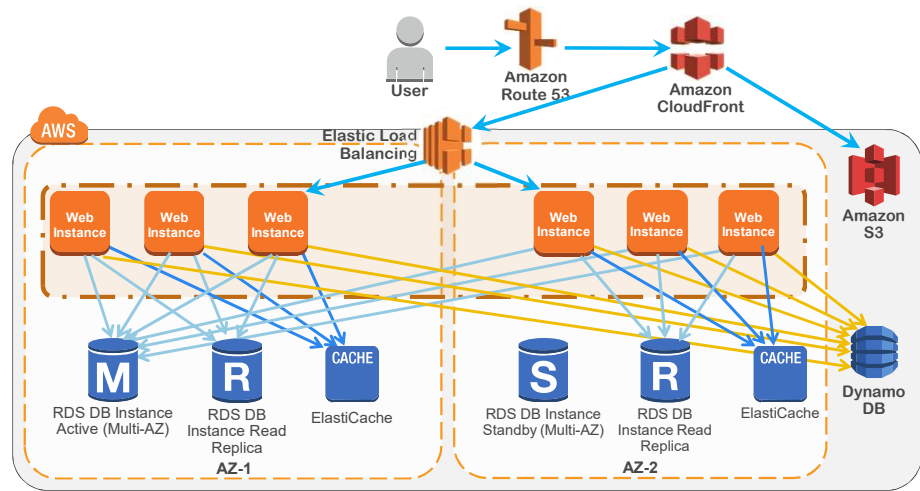 User
Amazon
Route 53
Amazon
CloudFront
AWS
Elastic Load
Balancing
Amazon
S3
Web
Instance
Web
Instance
Web
Instance
Web
Instance
Web
Instance
Web
Instance
M
RDS DB Instance
Active (Multi-AZ)
R
RDS DB
Instance Read
Replica
CACHE
ElastiCache
S
RDS DB Instance
Standby (Multi-AZ)
R
RDS DB
Instance Read
Replica
CACHE
ElastiCache
Dynamo
DB
AZ-1
AZ-2